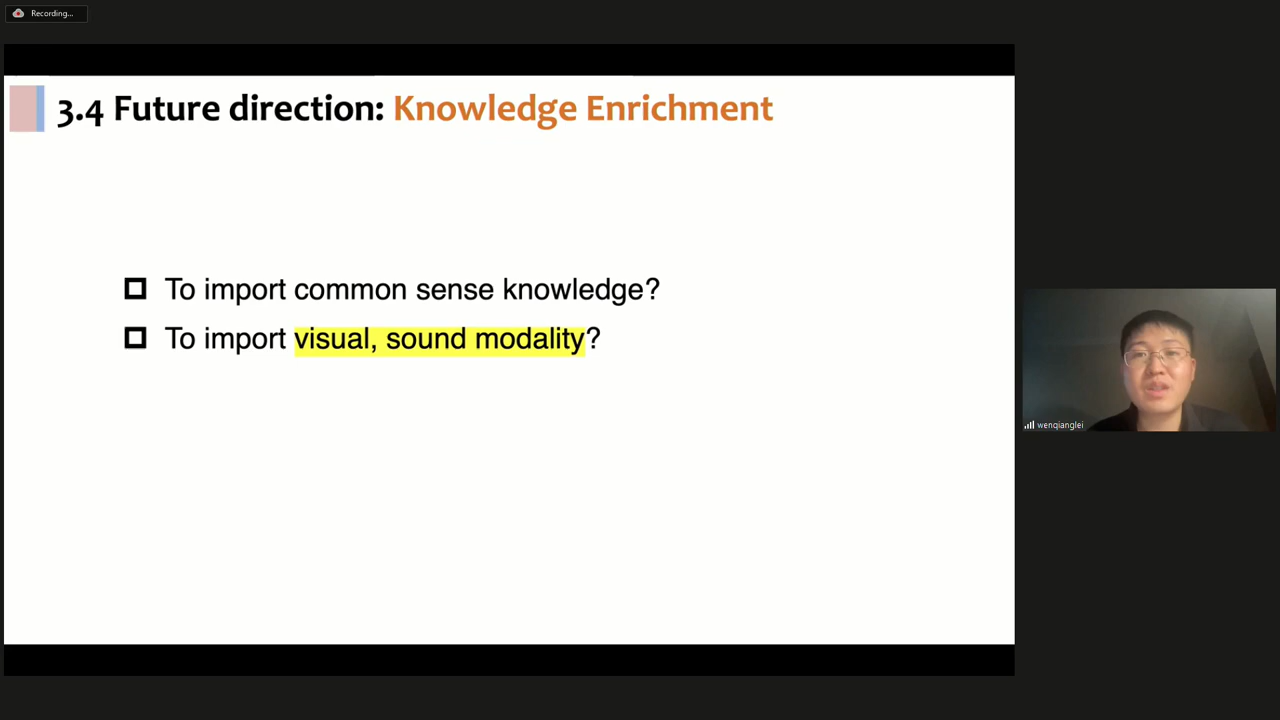 Recording...
3.4 Future direction: Knowledge Enrichment
To import common sense knowledge?
To import visual, sound modality?
wenqianglei